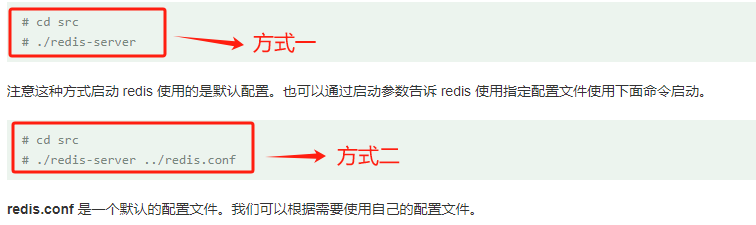 # cd src
# ./redis-server
方式一
注意这种方式启动 redis 使用的是默认配置。也可以通过启动参数告诉 redis 使用指定配置文件使用下面命令启动。
# cd src
# ./redis-server ../redis.conf
方式二
redis.conf 是一个默认的配置文件。我们可以根据需要使用自己的配置文件。